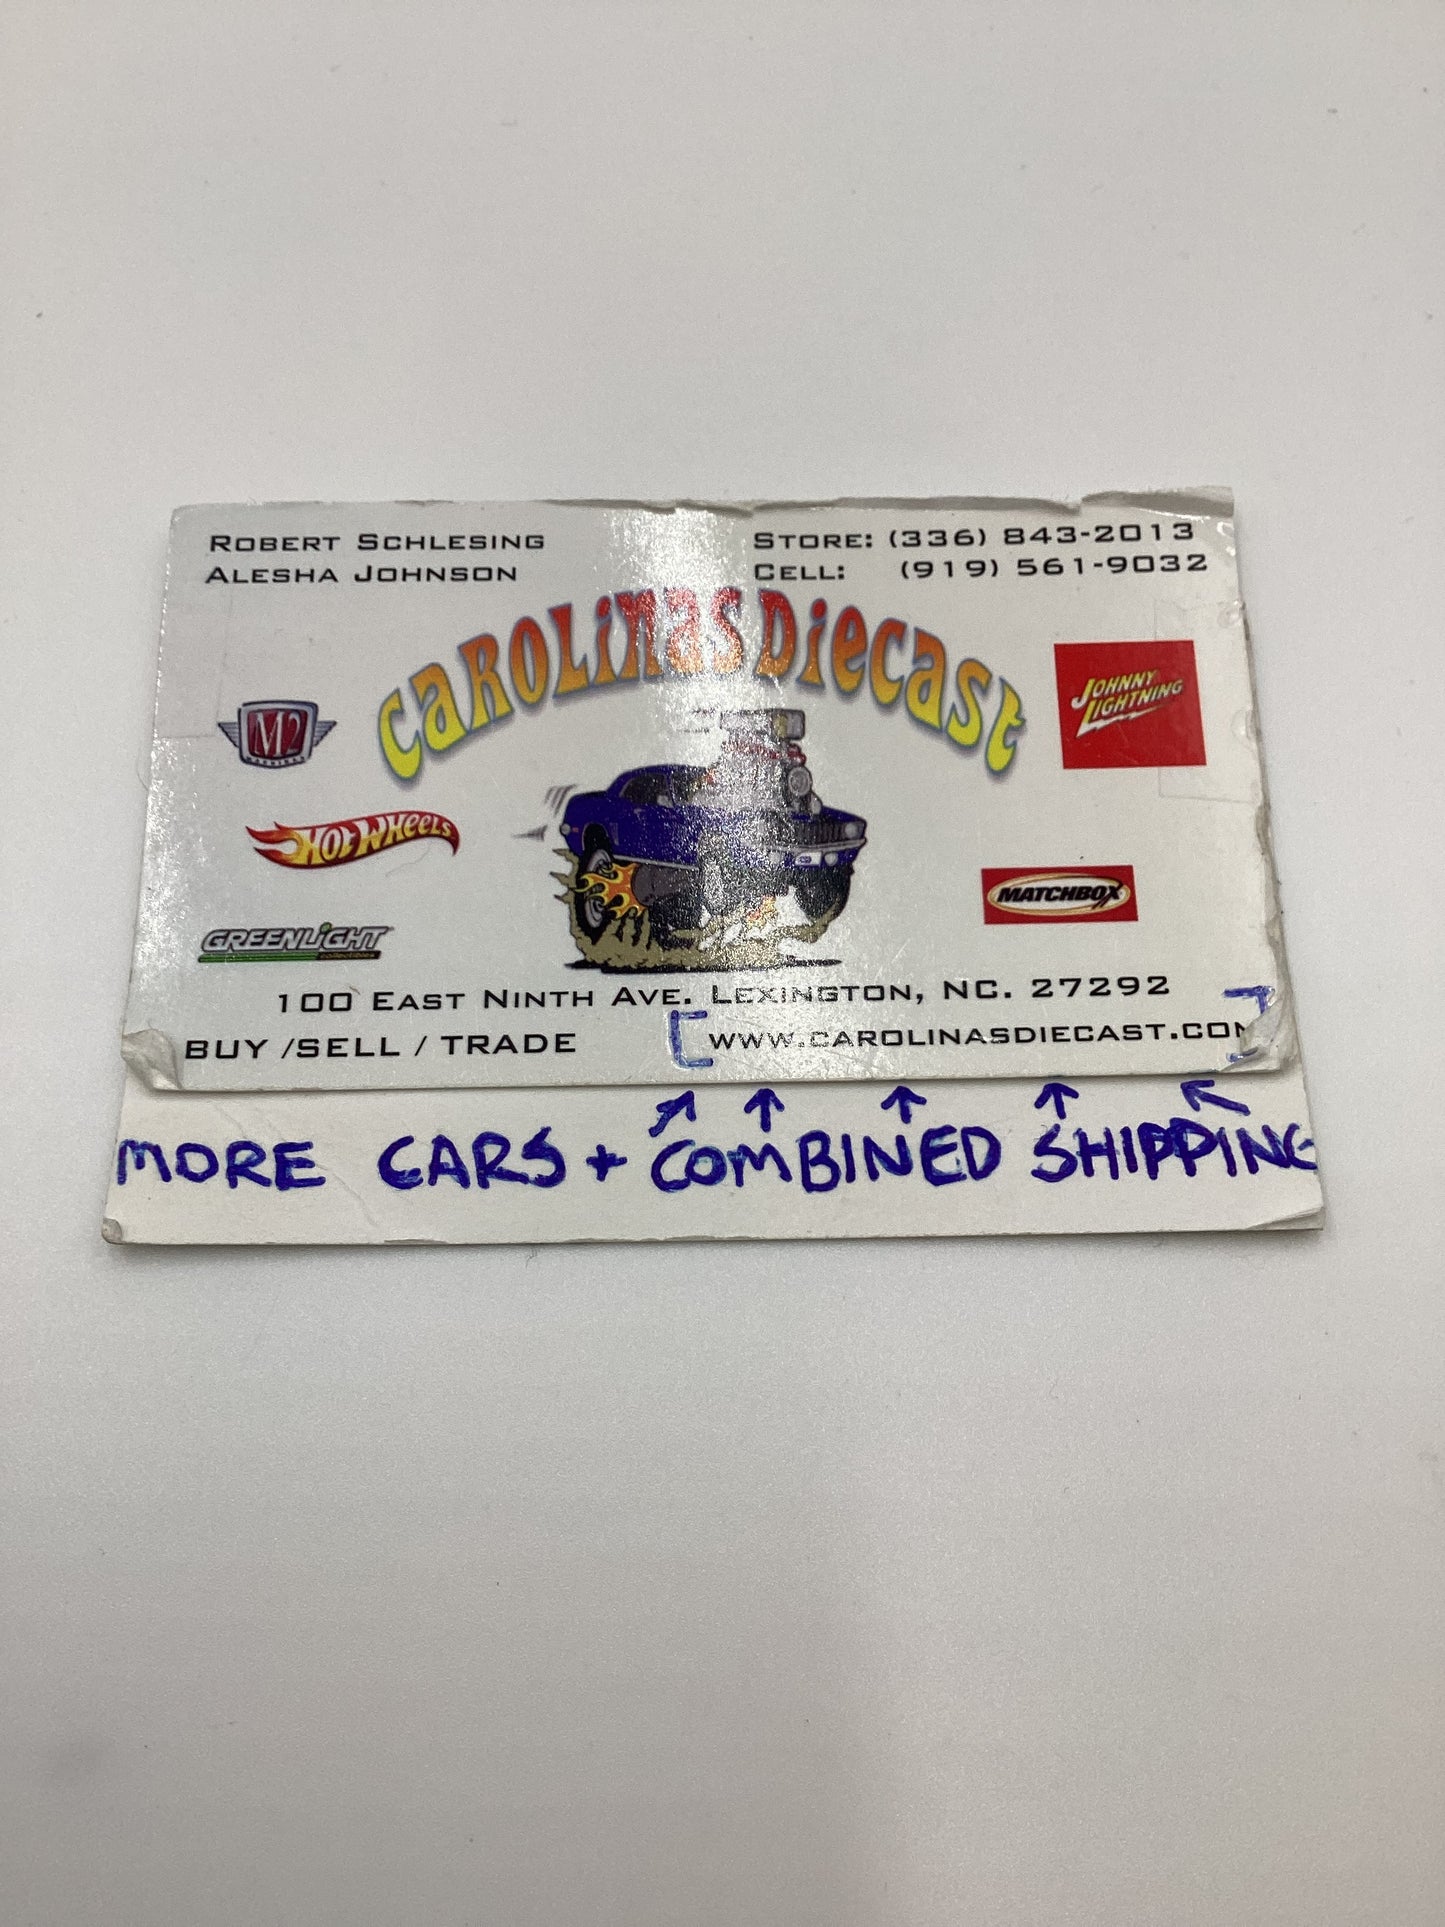 ROBERT SCHLESING
ALESHA JOHNSON
STORE: (336) 843-2013
CELL: (919) 561-9032
CAROLINAS DIECAST
M2
MACHINES
JOHNNY
LIGHTNING
HOT WHEELS
MATCHBOX
GREENLIGHT
collectibles
100 EAST NINTH AVE. LEXINGTON, NC. 27292
BUY /SELL / TRADE
[ WWW.CAROLINASDIECAST.COM ]
MORE CARS + COMBINED SHIPPING